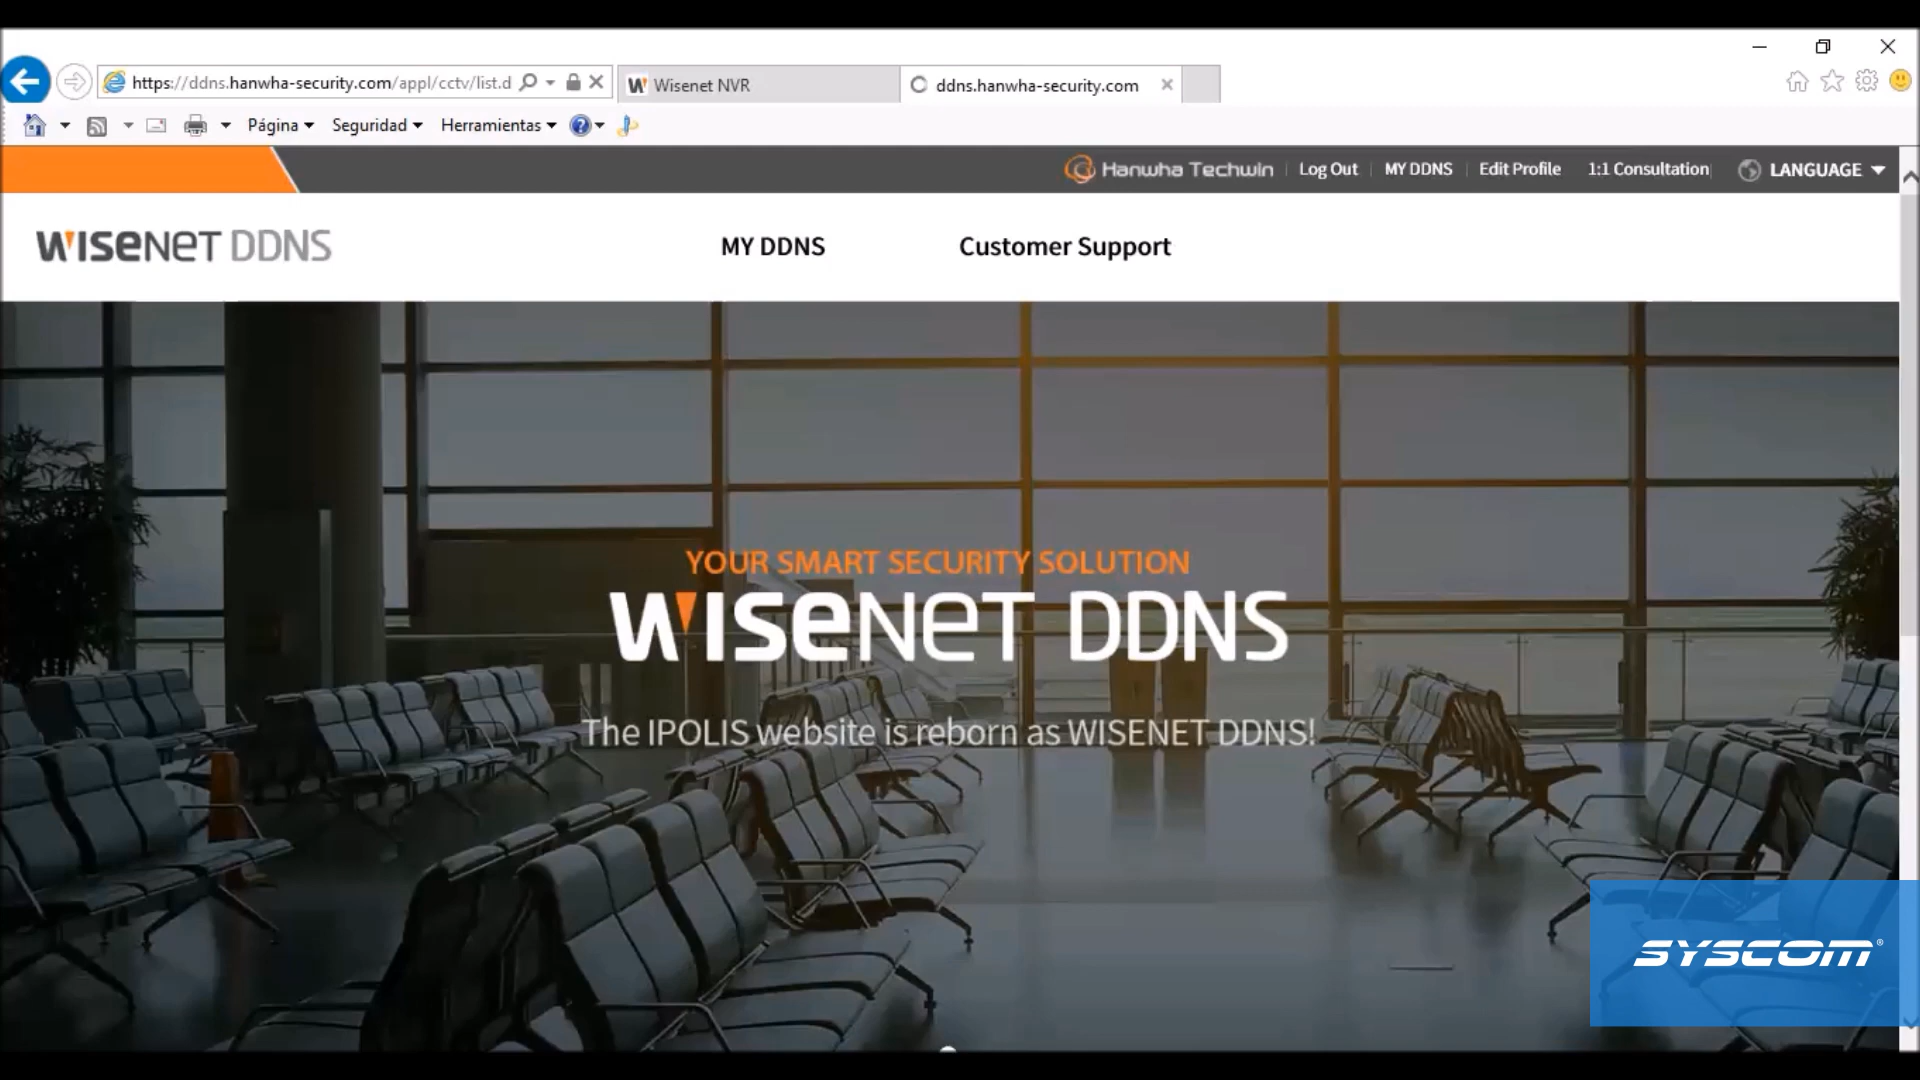 https://ddns.hanwha-security.com/appl/cctv/list.d
Wisenet NVR
ddns.hanwha-security.com
Página
Seguridad
Herramientas
Hanwha Techwin
Log Out
MY DDNS
Edit Profile
1:1 Consultation
LANGUAGE
WISENET DDNS
MY DDNS
Customer Support
YOUR SMART SECURITY SOLUTION
WISENET DDNS
The IPOLIS website is reborn as WISENET DDNS!
SYSCOM®